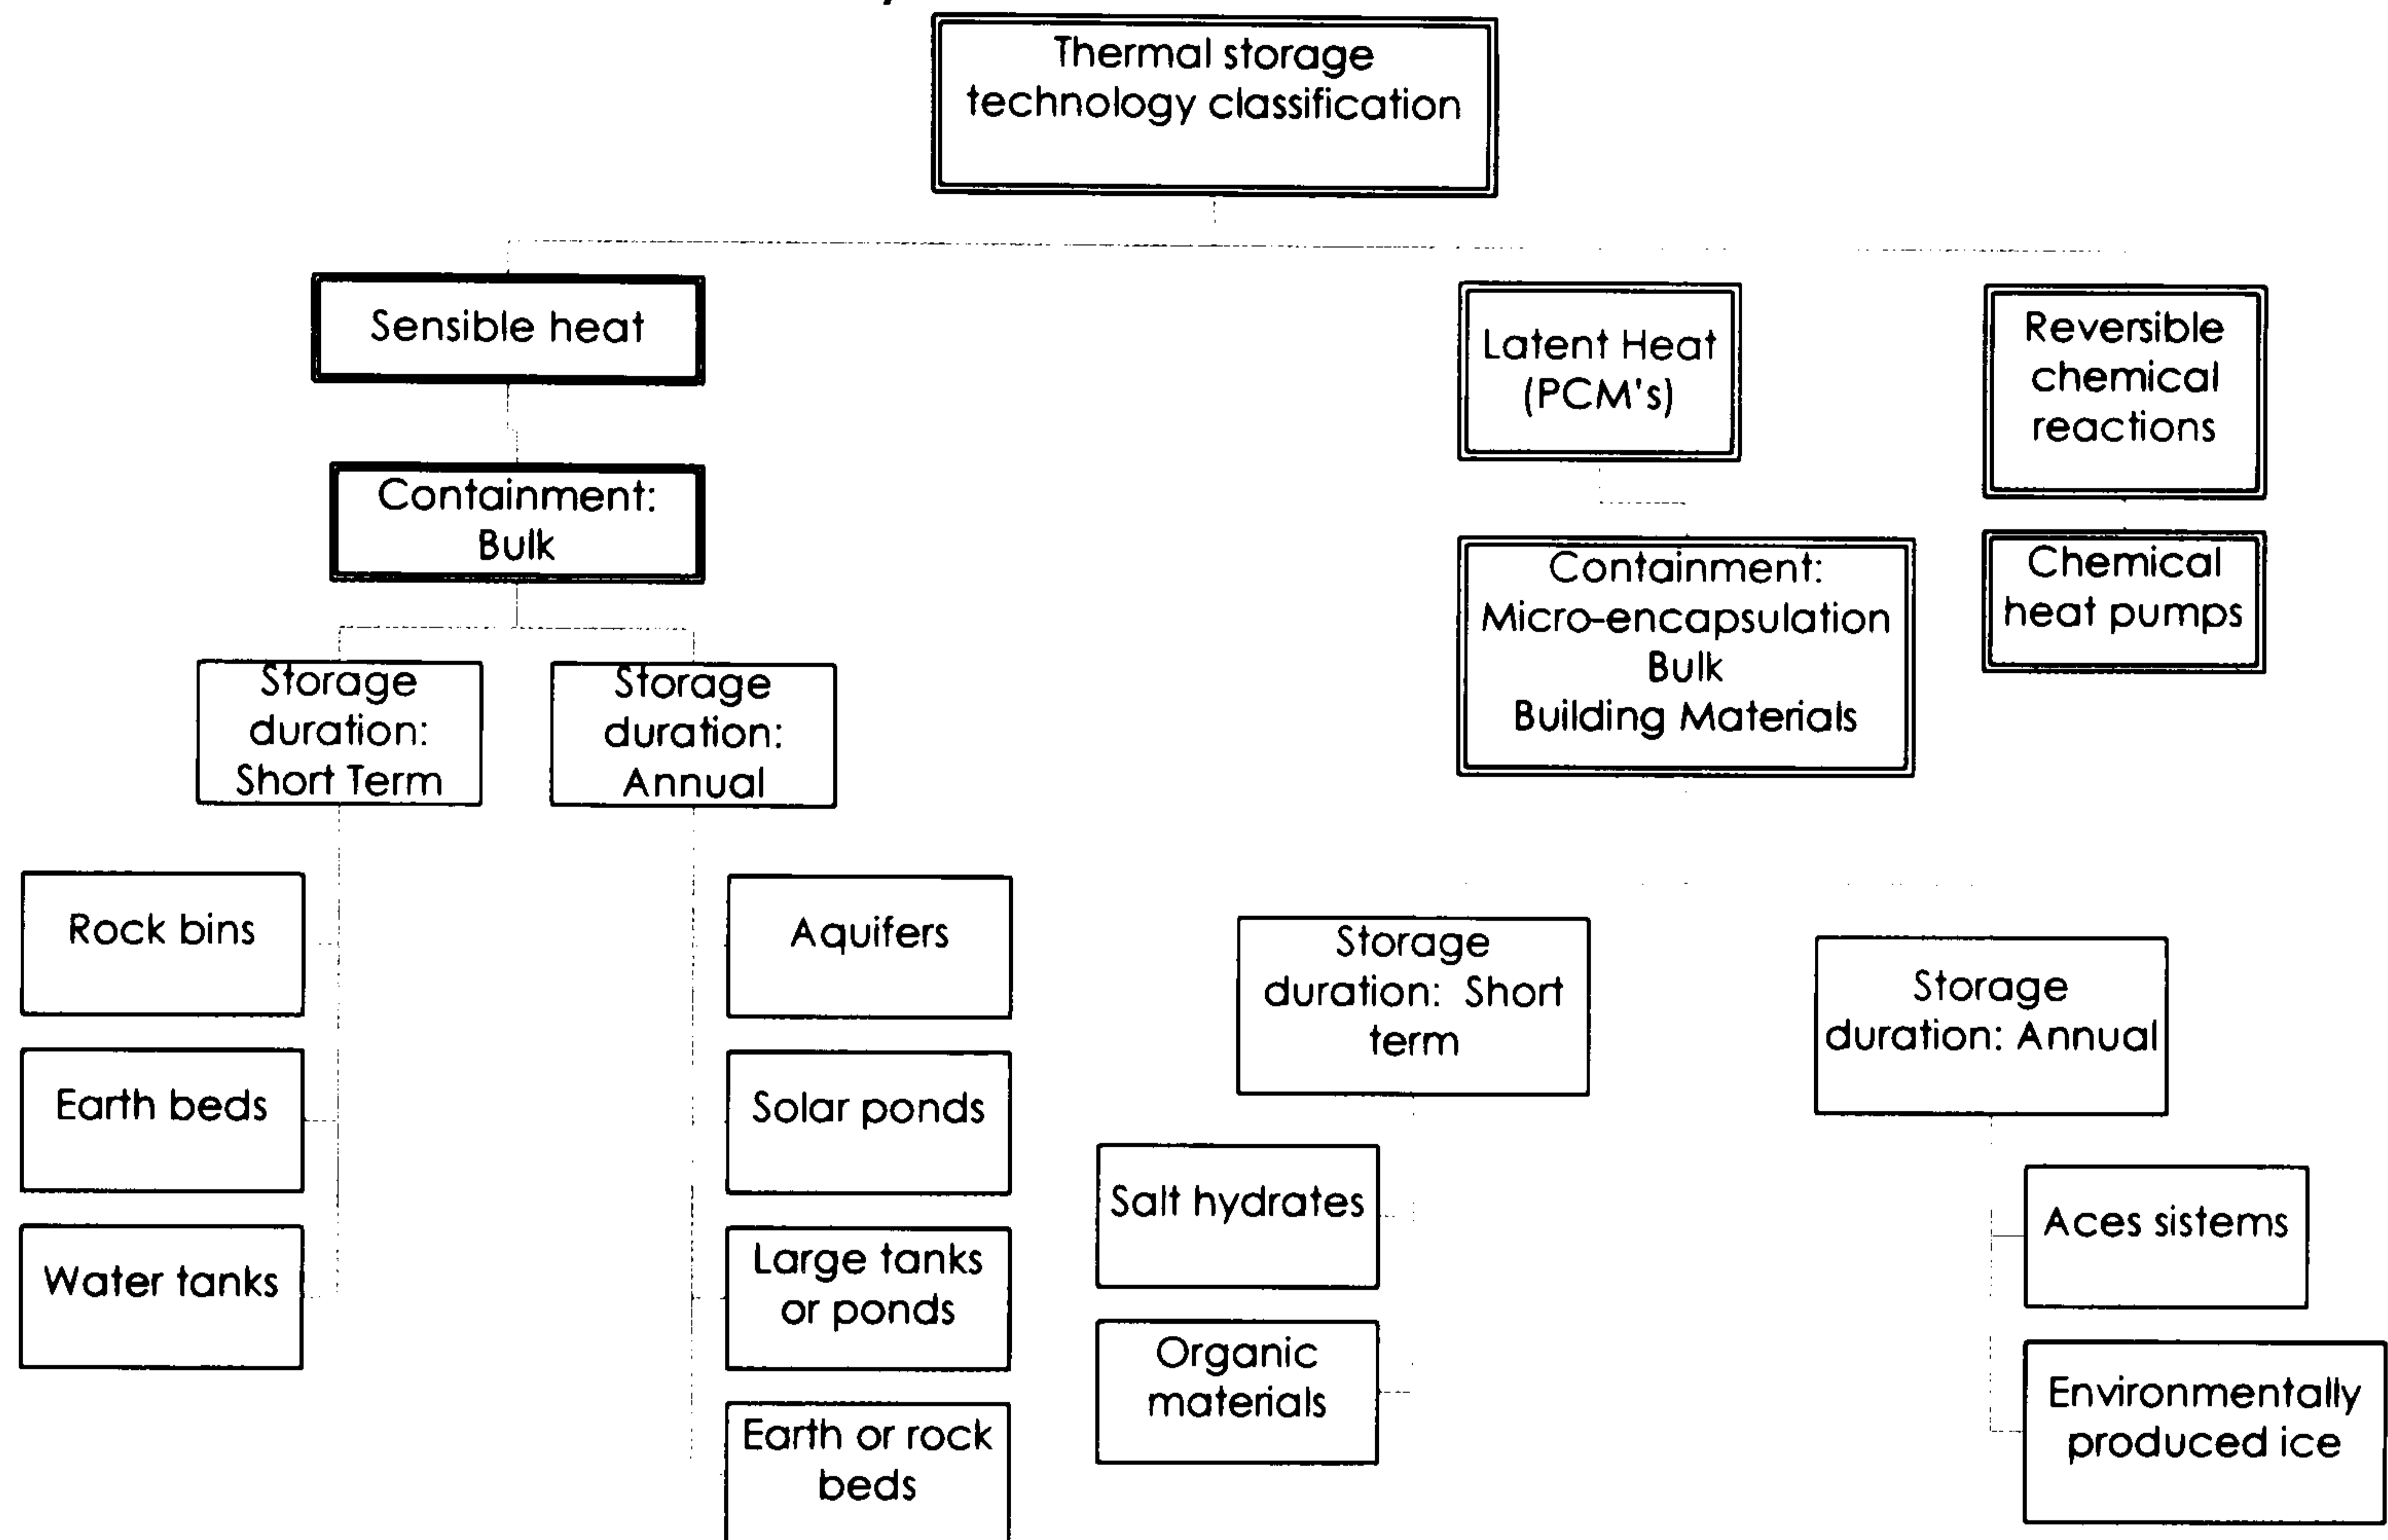 Thermal storage
technology classification
Sensible heat
Latent Heat
(PCM's)
Reversible
chemical
reactions
Containment:
Bulk
Containment:
Micro-encapsulation
Bulk
Building Materials
Chemical
heat pumps
Storage
duration:
Short Term
Storage
duration:
Annual
Rock bins
Earth beds
Water tanks
Aquifers
Solar ponds
Large tanks
or ponds
Earth or rock
beds
Storage
duration: Short
term
Storage
duration: Annual
Salt hydrates
Organic
materials
Aces sistems
Environmentally
produced ice